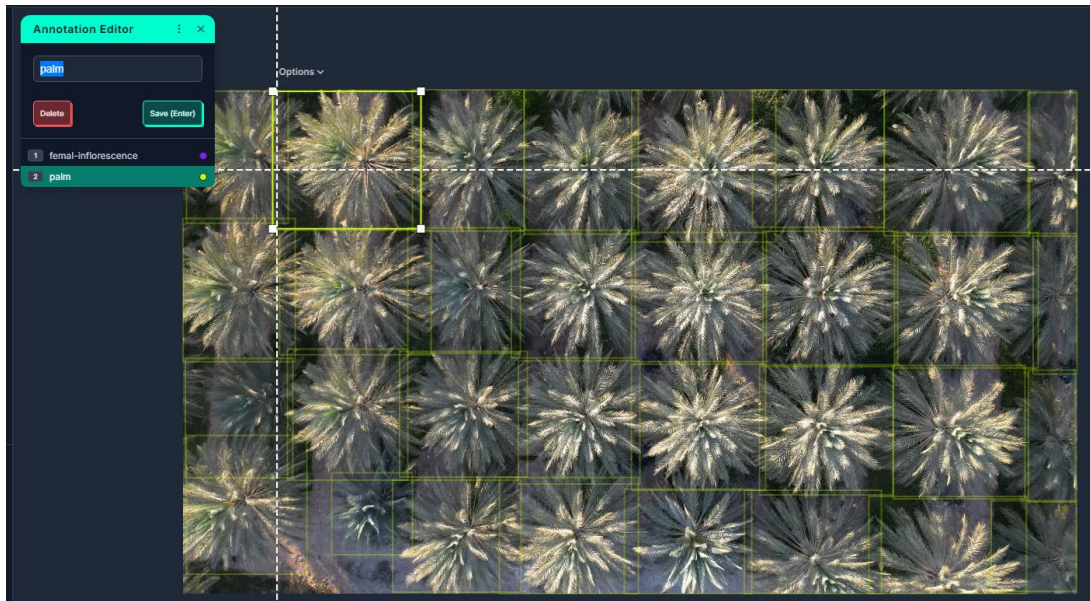 Annotation Editor
palm
Delete
Save (Enter)
1 femal-inflorescence
2 palm
Options